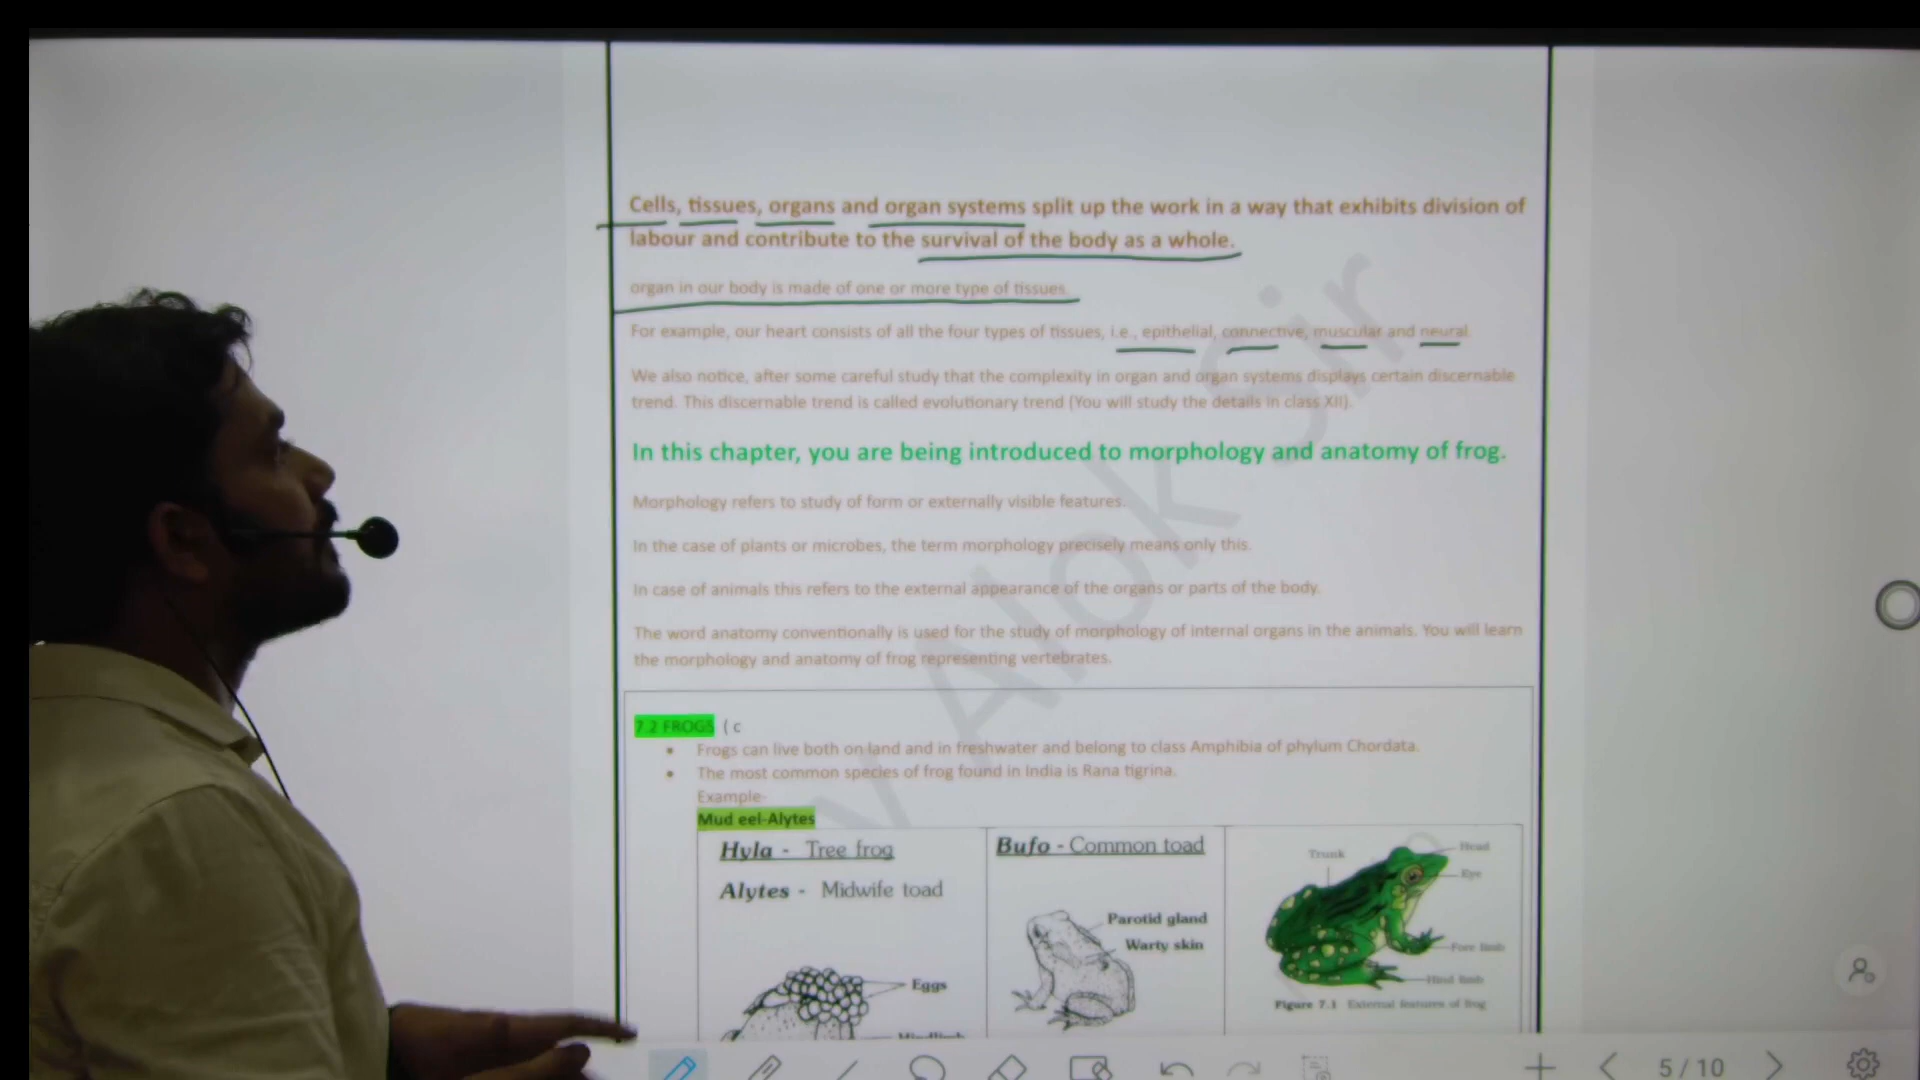 Cells, tissues, organs and organ systems split up the work in a way that exhibits division of
labour and contribute to the survival of the body as a whole.
organ in our body is made of one or more type of tissues.
For example, our heart consists of all the four types of tissues, i.e., epithelial, connective, muscular and neural.
We also notice, after some careful study that the complexity in organ and organ systems displays certain discernable
trend. This discernable trend is called evolutionary trend (You will study the details in class XII).
In this chapter, you are being introduced to morphology and anatomy of frog.
Morphology refers to study of form or externally visible features.
In the case of plants or microbes, the term morphology precisely means only this.
In case of animals this refers to the external appearance of the organs or parts of the body.
The word anatomy conventionally is used for the study of morphology of internal organs in the animals. You will learn
the morphology and anatomy of frog representing vertebrates.
7.2 FROGS ( c
• Frogs can live both on land and in freshwater and belong to class Amphibia of phylum Chordata.
• The most common species of frog found in India is Rana tigrina.
Example-
Mud eel-Alytes
Hyla - Tree frog
Alytes - Midwife toad
Eggs
Hindlimb
Bufo - Common toad
Parotid gland
Warty skin
Trunk
Head
Eye
Fore limb
Hind limb
Figure 7.1 External features of frog
Alok Sir
5 / 10